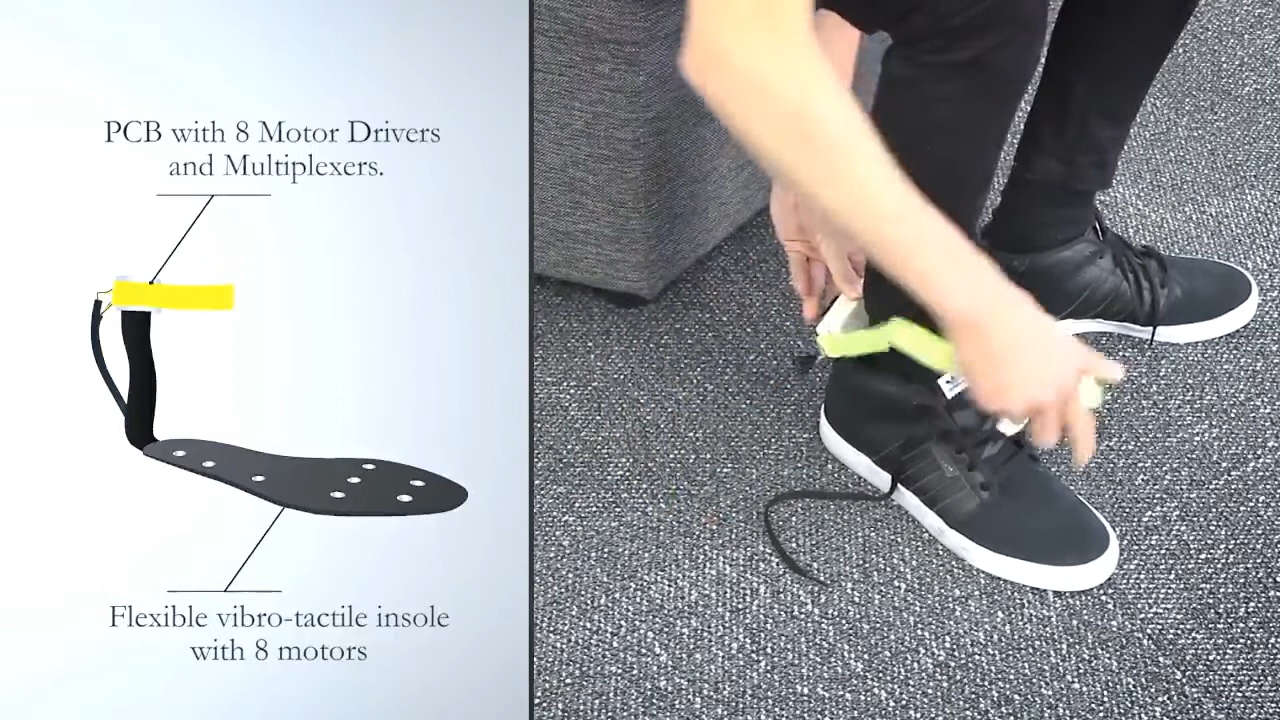 PCB with 8 Motor Drivers
and Multiplexers.
Flexible vibro-tactile insole
with 8 motors